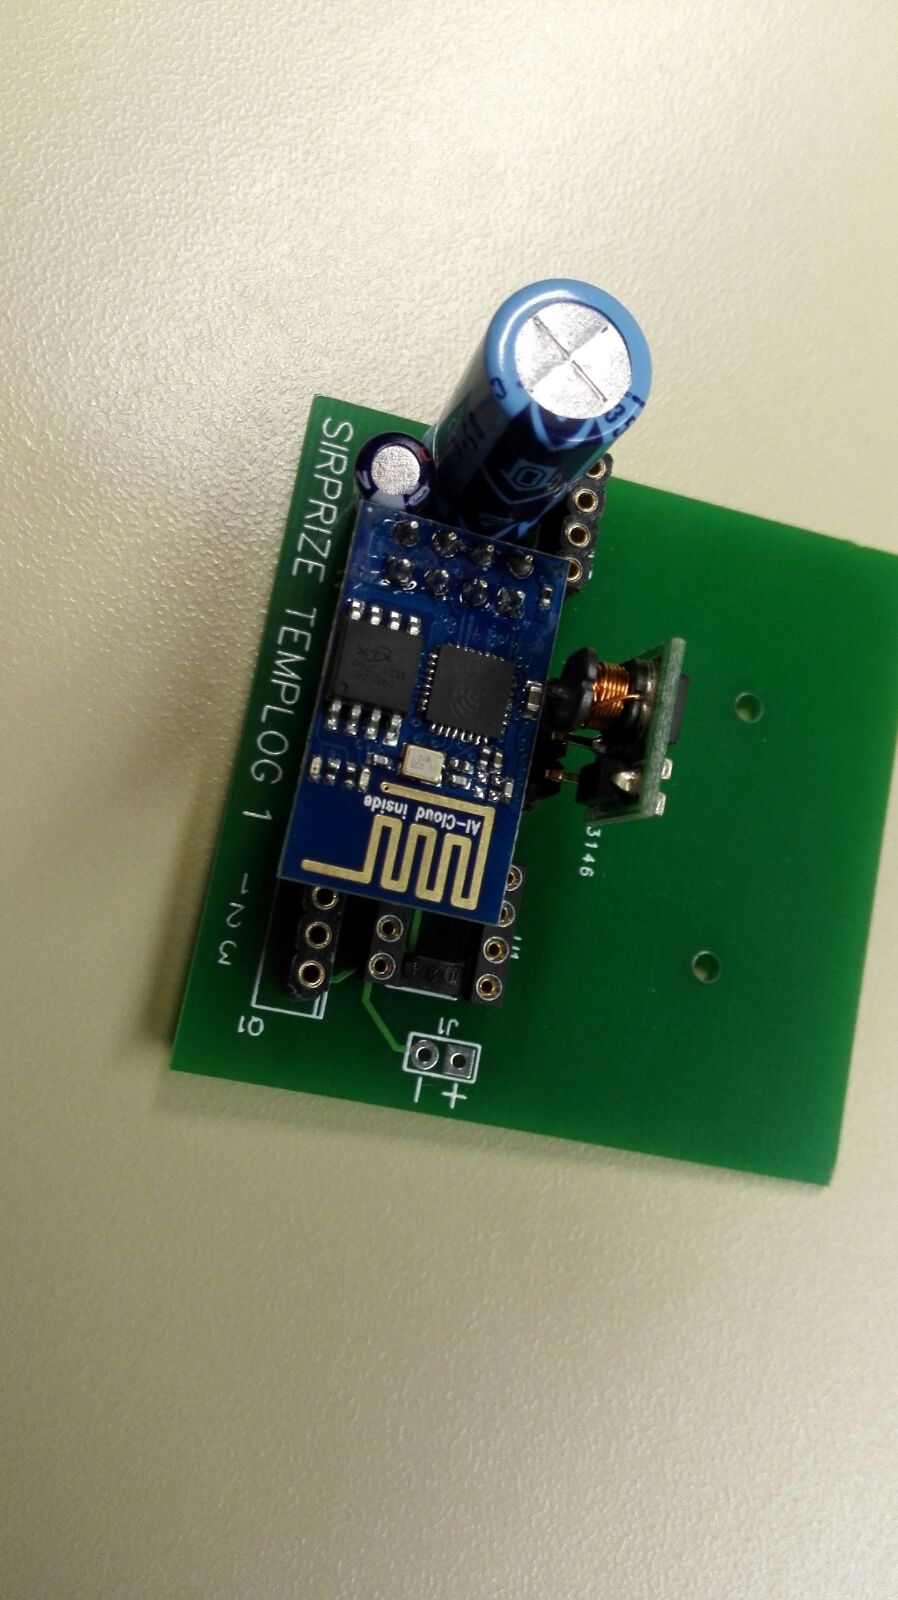 3146
U1
J1
+
-
AI-Cloud inside
SIRPRIZE TEMPLOG 1
1 2 3
Q1